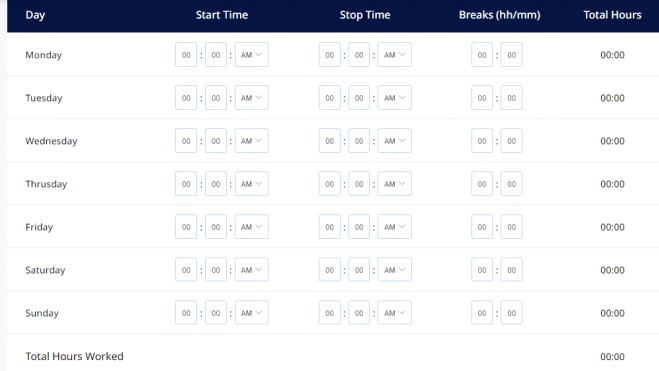 Day Start Time Stop Time Breaks (hh/mm) Total Hours
Monday 00 : 00 : AM 00 : 00 : AM 00 : 00 00:00
Tuesday 00 : 00 : AM 00 : 00 : AM 00 : 00 00:00
Wednesday 00 : 00 : AM 00 : 00 : AM 00 : 00 00:00
Thrusday 00 : 00 : AM 00 : 00 : AM 00 : 00 00:00
Friday 00 : 00 : AM 00 : 00 : AM 00 : 00 00:00
Saturday 00 : 00 : AM 00 : 00 : AM 00 : 00 00:00
Sunday 00 : 00 : AM 00 : 00 : AM 00 : 00 00:00
Total Hours Worked 00:00